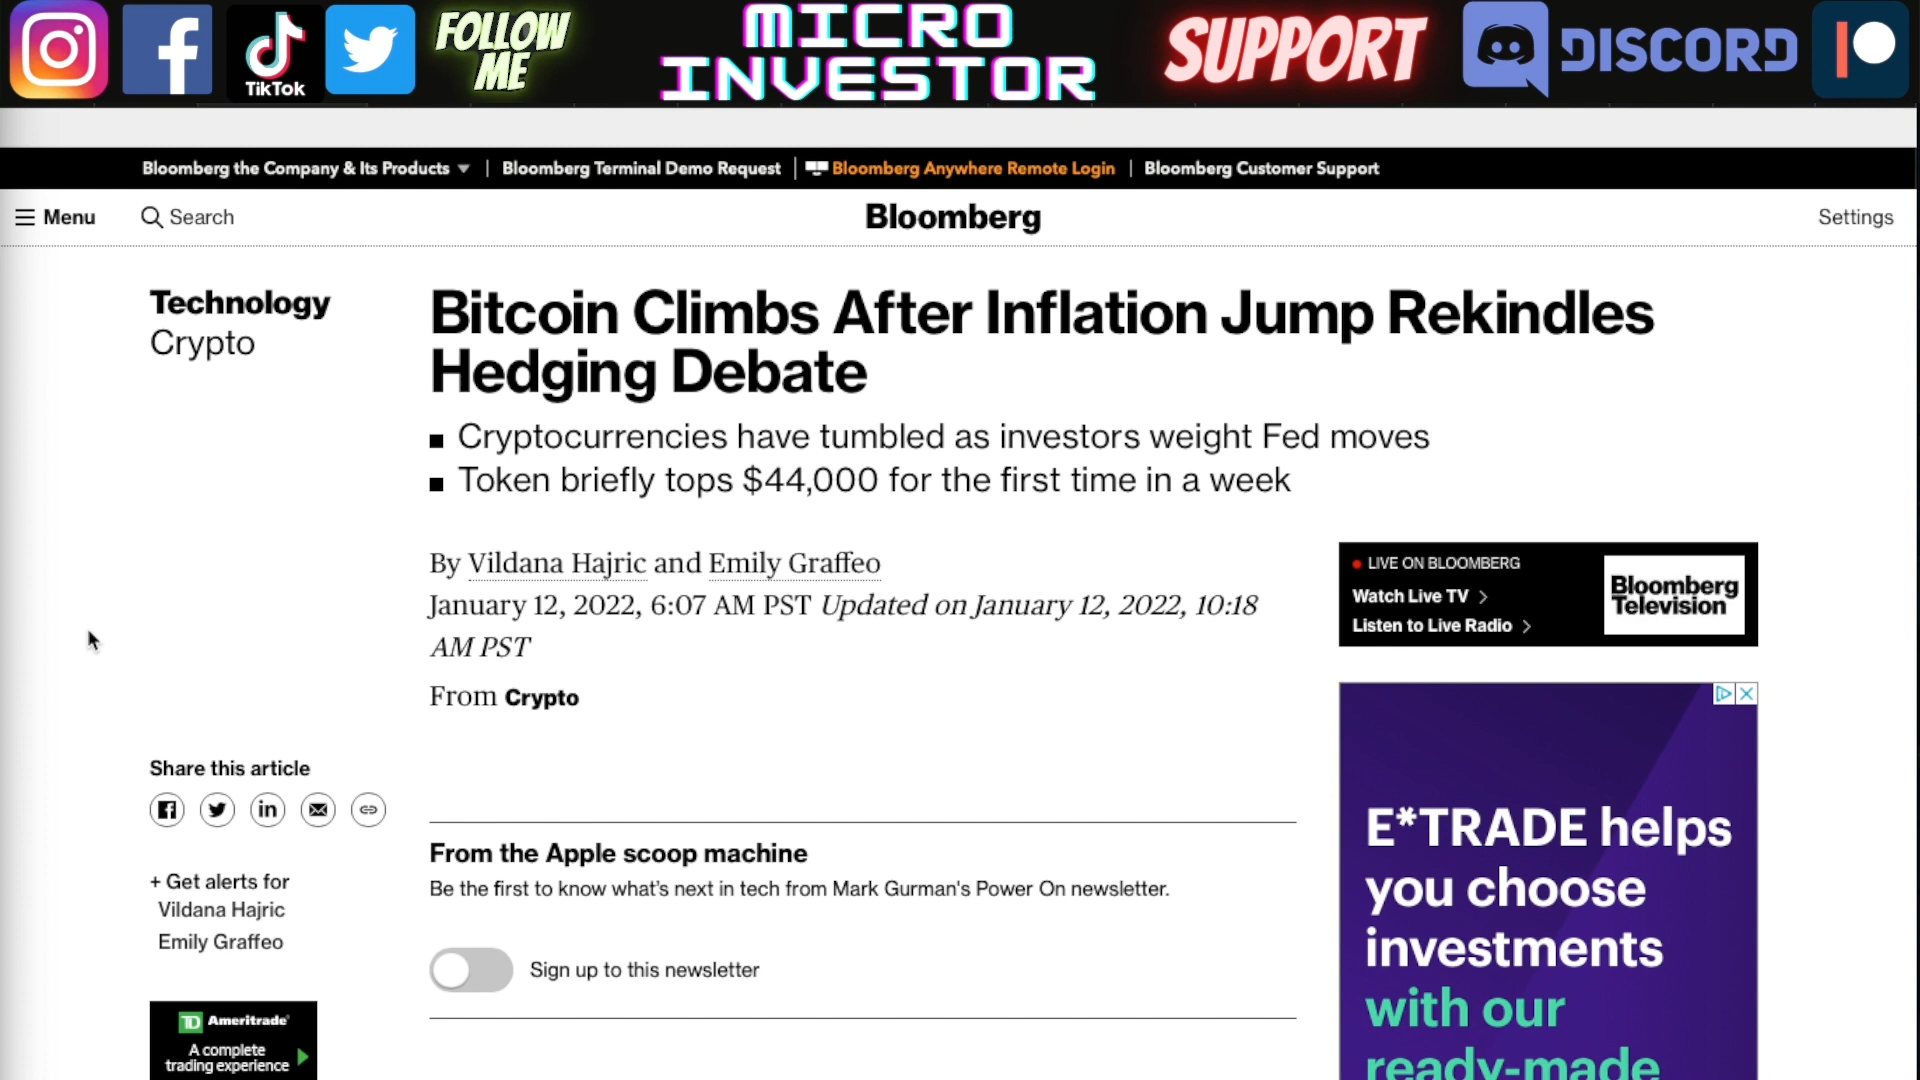 TikTok
FOLLOW
ME
MICRO
INVESTOR
SUPPORT
DISCORD
Bloomberg the Company & Its Products | Bloomberg Terminal Demo Request | Bloomberg Anywhere Remote Login | Bloomberg Customer Support
Menu
Search
Bloomberg
Settings
Technology
Crypto
Bitcoin Climbs After Inflation Jump Rekindles
Hedging Debate
Cryptocurrencies have tumbled as investors weight Fed moves
Token briefly tops $44,000 for the first time in a week
By Vildana Hajric and Emily Graffeo
January 12, 2022, 6:07 AM PST Updated on January 12, 2022, 10:18
AM PST
From Crypto
LIVE ON BLOOMBERG
Watch Live TV
Listen to Live Radio
Bloomberg
Television
Share this article
+ Get alerts for
Vildana Hajric
Emily Graffeo
From the Apple scoop machine
Be the first to know what's next in tech from Mark Gurman's Power On newsletter.
Sign up to this newsletter
TD Ameritrade
A complete
trading experience
E*TRADE helps
you choose
investments
with our
ready-made